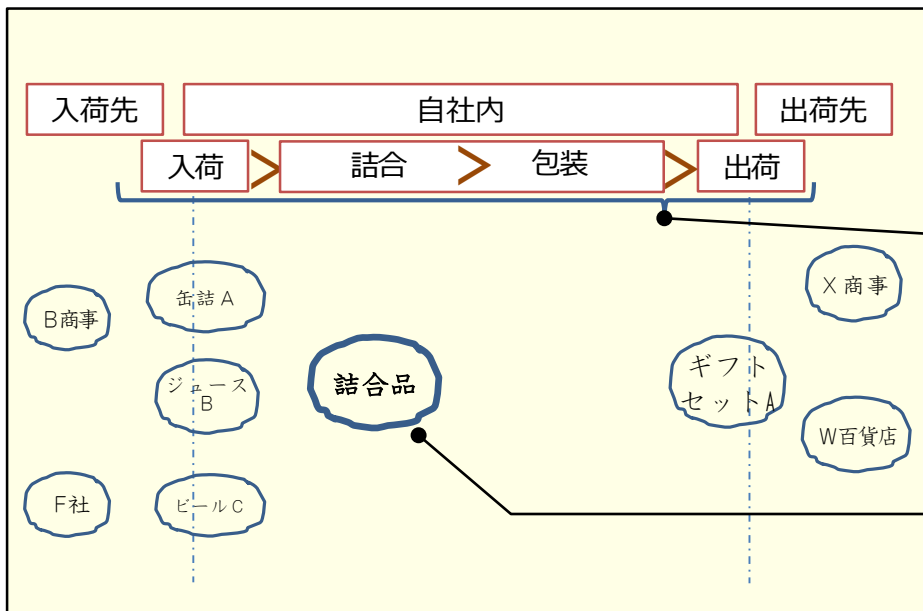 入荷先
自社内
出荷先
入荷
詰合
包装
出荷
缶詰A
X商事
B商事
ジュース
B
詰合品
ギフト
セットA
W百貨店
F社
ビールC